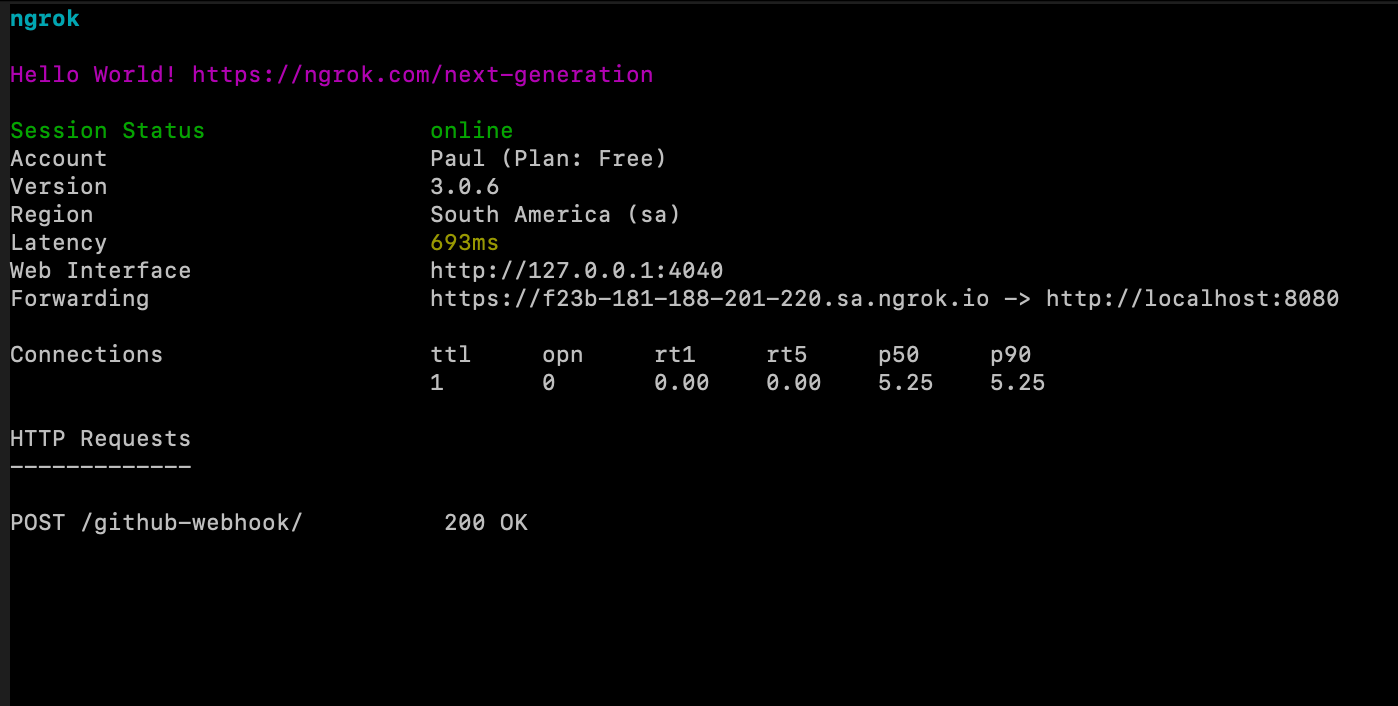 ngrok
Hello World! https://ngrok.com/next-generation
Session Status online
Account Paul (Plan: Free)
Version 3.0.6
Region South America (sa)
Latency 693ms
Web Interface http://127.0.0.1:4040
Forwarding https://f23b-181-188-201-220.sa.ngrok.io -> http://localhost:8080
Connections ttl opn rt1 rt5 p50 p90
1 0 0.00 0.00 5.25 5.25
HTTP Requests
-------------
POST /github-webhook/ 200 OK